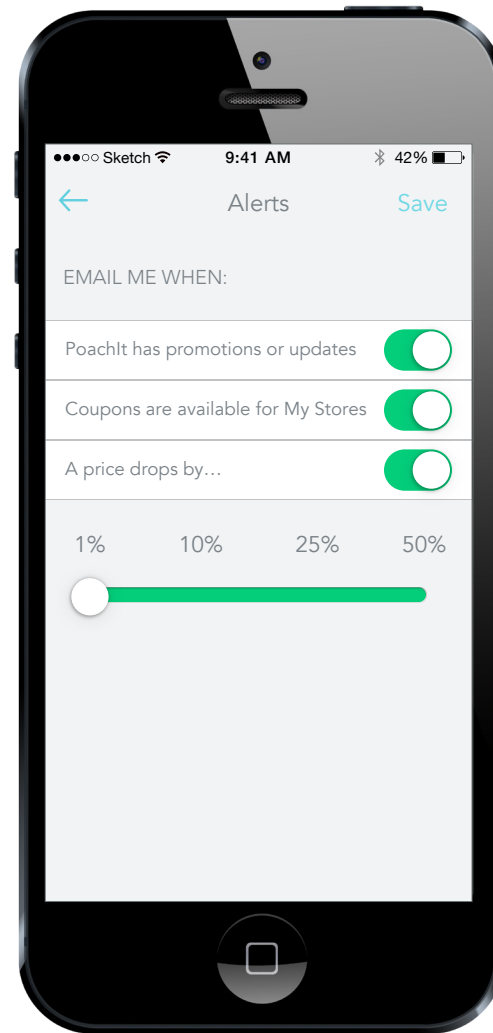 ●●●○○ Sketch 9:41 AM 42%
← Alerts Save
EMAIL ME WHEN:
PoachIt has promotions or updates
Coupons are available for My Stores
A price drops by…
1% 10% 25% 50%